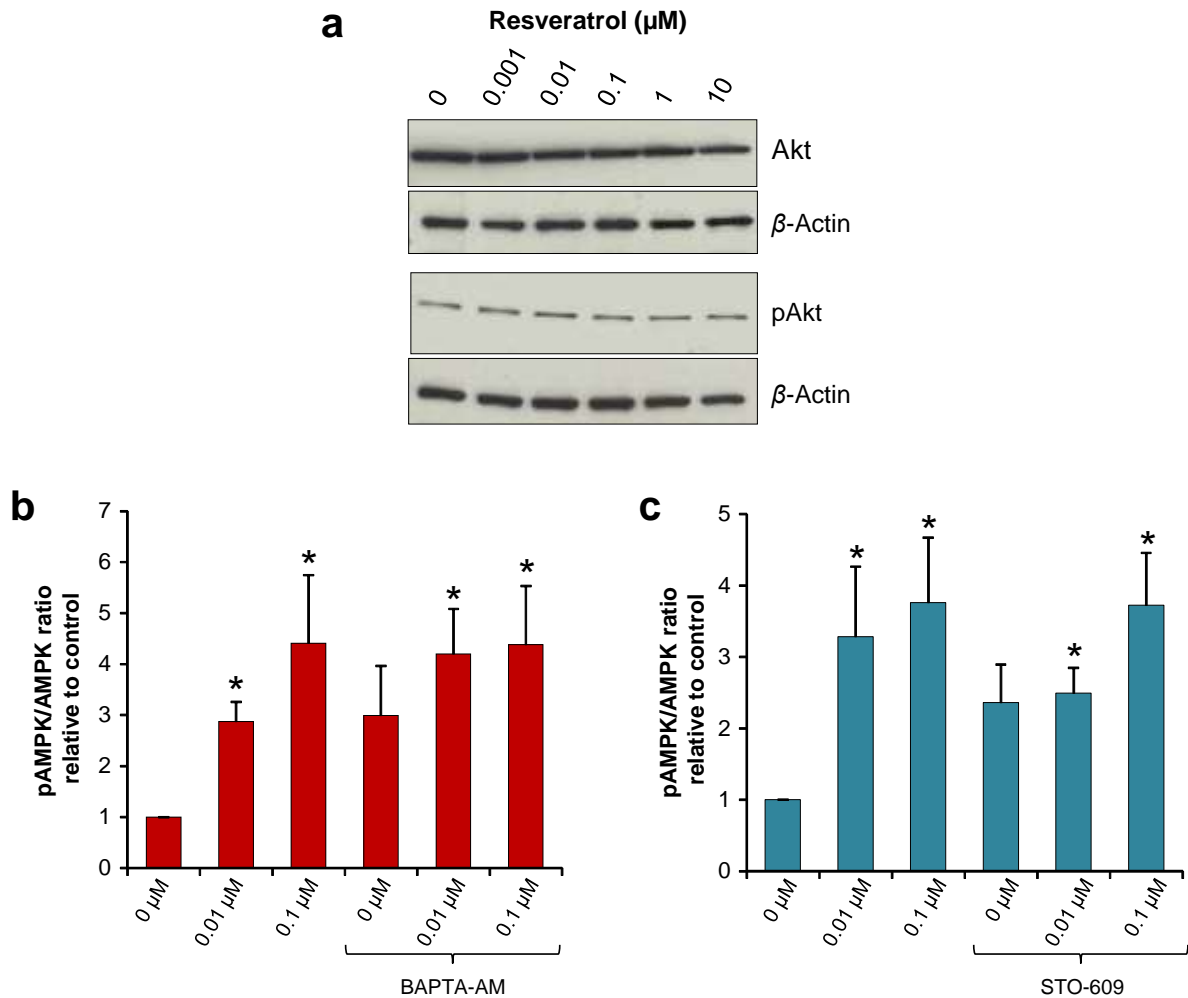 a
Resveratrol (µM)
0 0.001 0.01 0.1 1 10
Akt
β-Actin
pAkt
β-Actin
b
pAMPK/AMPK ratio
relative to control
7
6
5
4
3
2
1
0
* * * *
0 µM 0.01 µM 0.1 µM 0 µM 0.01 µM 0.1 µM
BAPTA-AM
c
pAMPK/AMPK ratio
relative to control
5
4
3
2
1
0
* * * *
0 µM 0.01 µM 0.1 µM 0 µM 0.01 µM 0.1 µM
STO-609